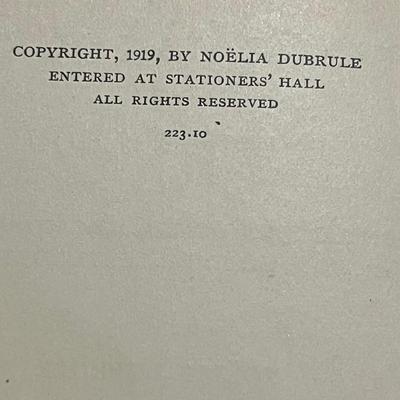 COPYRIGHT, 1919, BY NOËLIA DUBRULE
ENTERED AT STATIONERS' HALL
ALL RIGHTS RESERVED
223.10